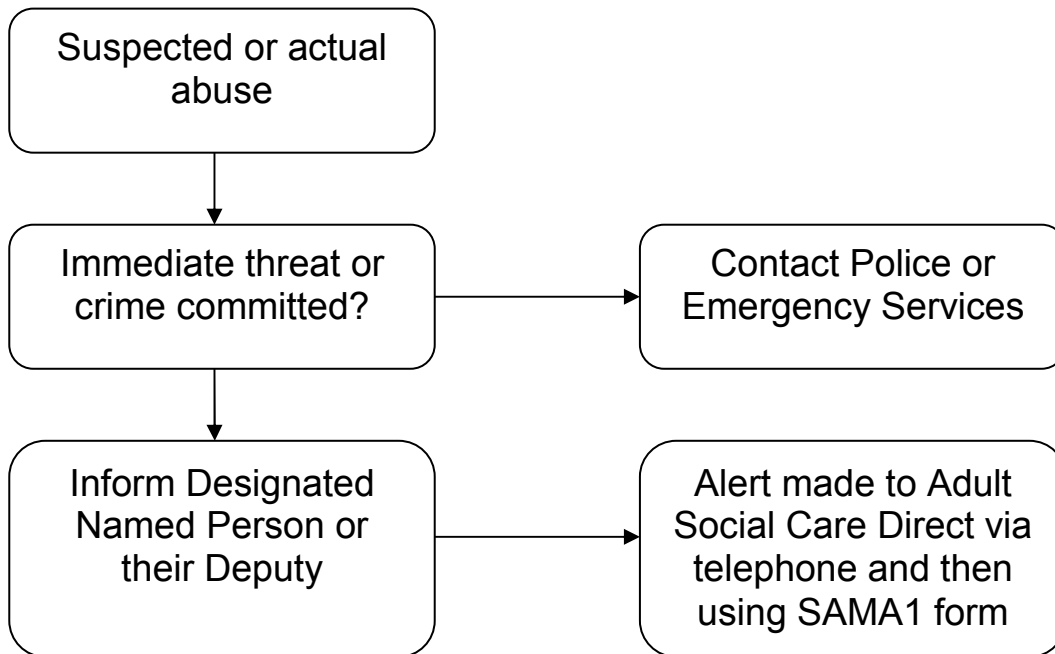 Suspected or actual
abuse
Immediate threat or
crime committed?
Contact Police or
Emergency Services
Inform Designated
Named Person or
their Deputy
Alert made to Adult
Social Care Direct via
telephone and then
using SAMA1 form